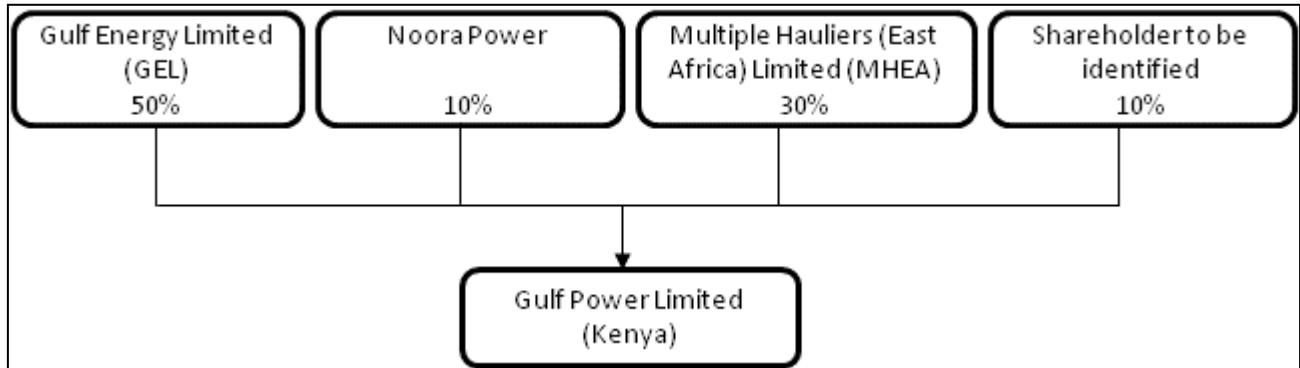 Gulf Energy Limited
(GEL)
50%
Noora Power
10%
Multiple Hauliers (East
Africa) Limited (MHEA)
30%
Shareholder to be
identified
10%
Gulf Power Limited
(Kenya)